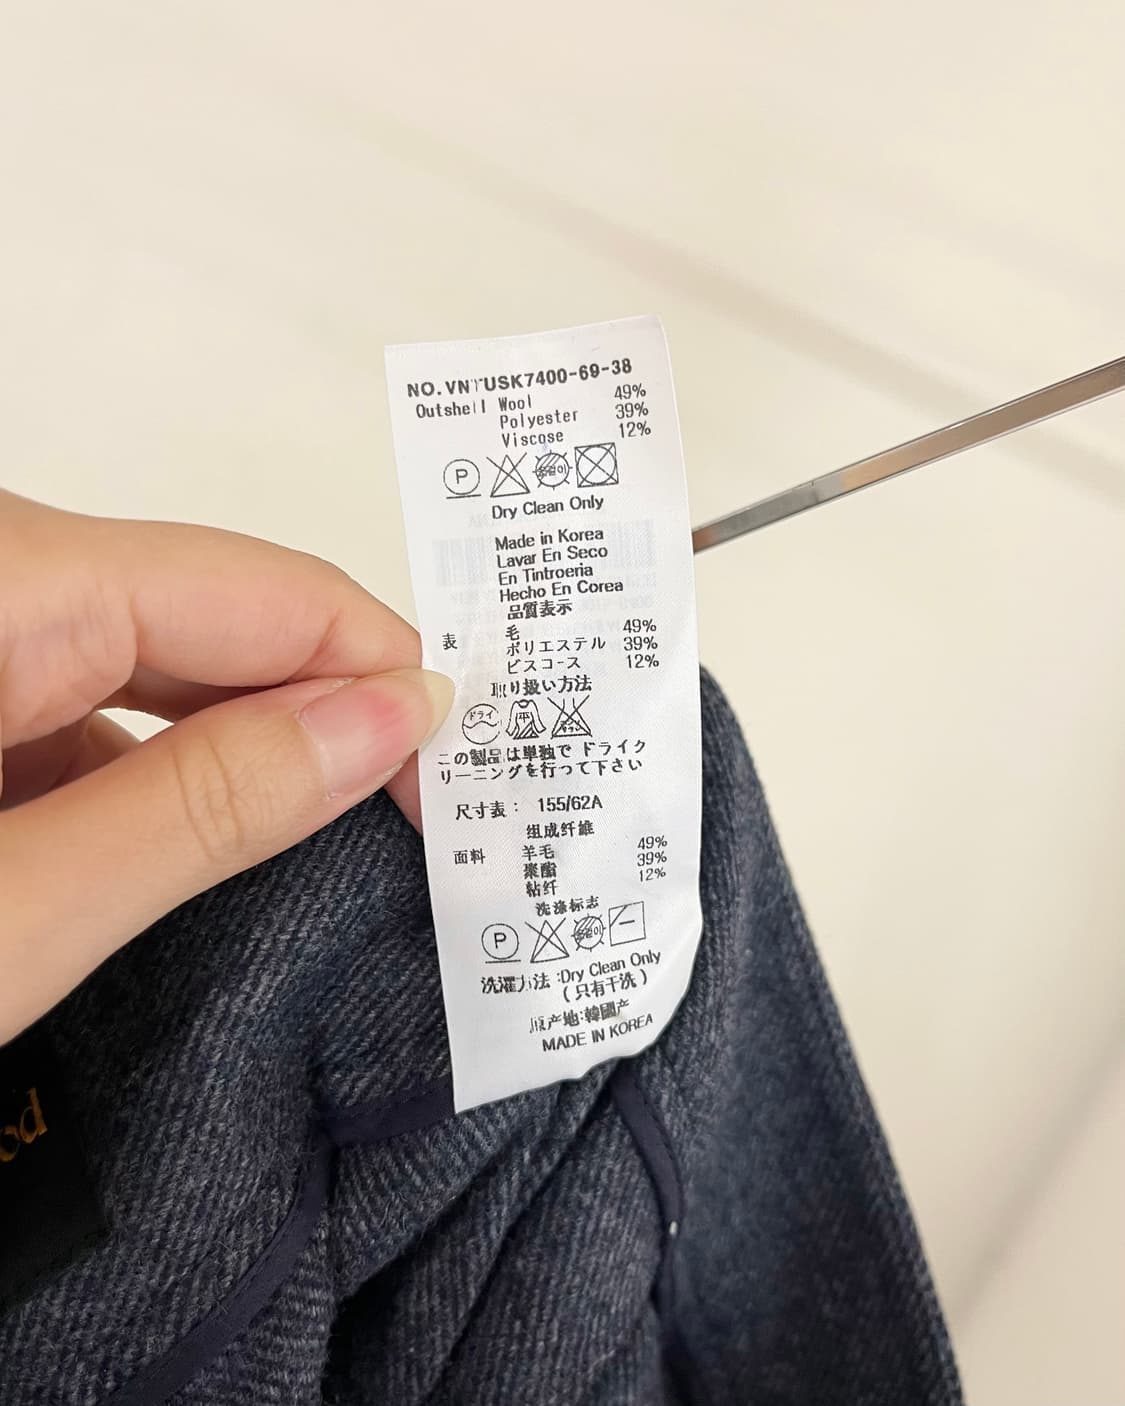 NO. VNTUSK7400-69-38
Outshell Wool 49%
Polyester 39%
Viscose 12%
P
Dry Clean Only
Made in Korea
Lavar En Seco
En Tintroeria
Hecho En Corea
品質表示
表 毛 49%
ポリエステル 39%
ビスコース 12%
取り扱い方法
ドライ 平
この製品は単独で ドライク
リーニングを行って下さい
尺寸表: 155/62A
组成纤维
面料 羊毛 49%
聚酯 39%
粘纤 12%
洗涤标志
P
洗濯方法 :Dry Clean Only
(只有干洗)
原产地:韓國产
MADE IN KOREA
od